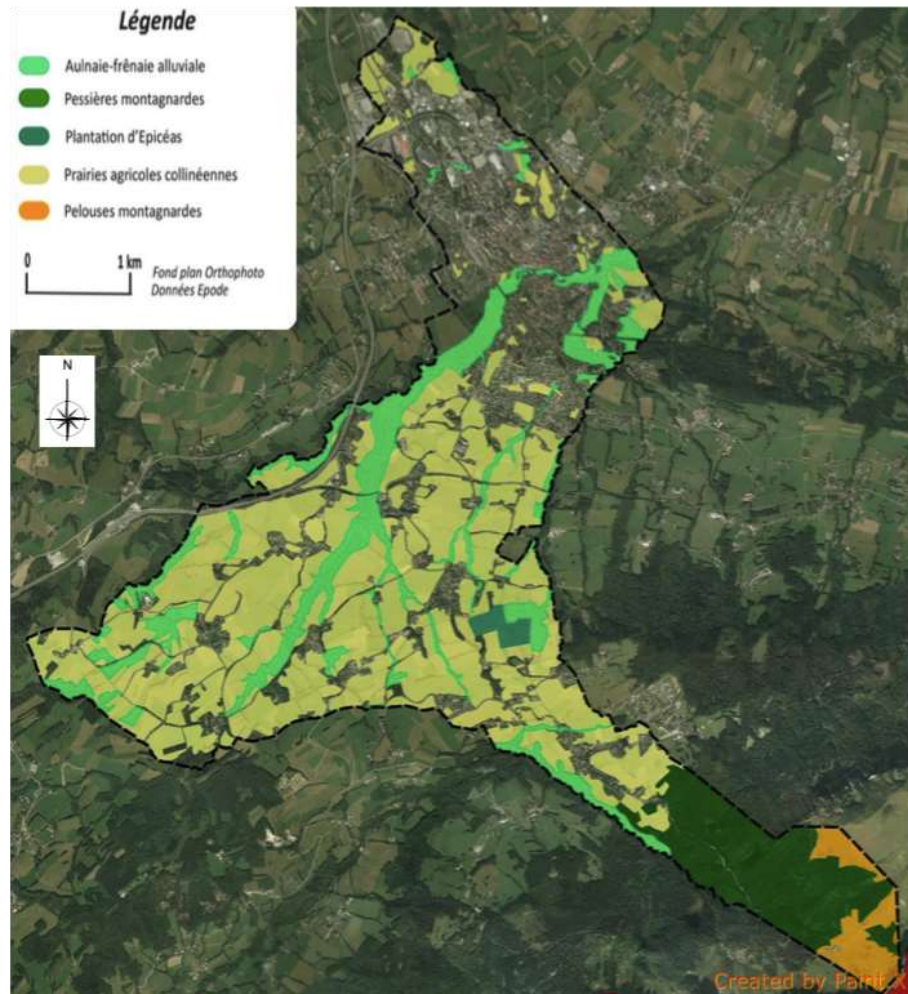 Légende
Aulnaie-frênaie alluviale
Pessières montagnardes
Plantation d'Epicéas
Prairies agricoles collinéennes
Pelouses montagnardes
0 1 km
Fond plan Orthophoto
Données Epode
N
Created by Paint X